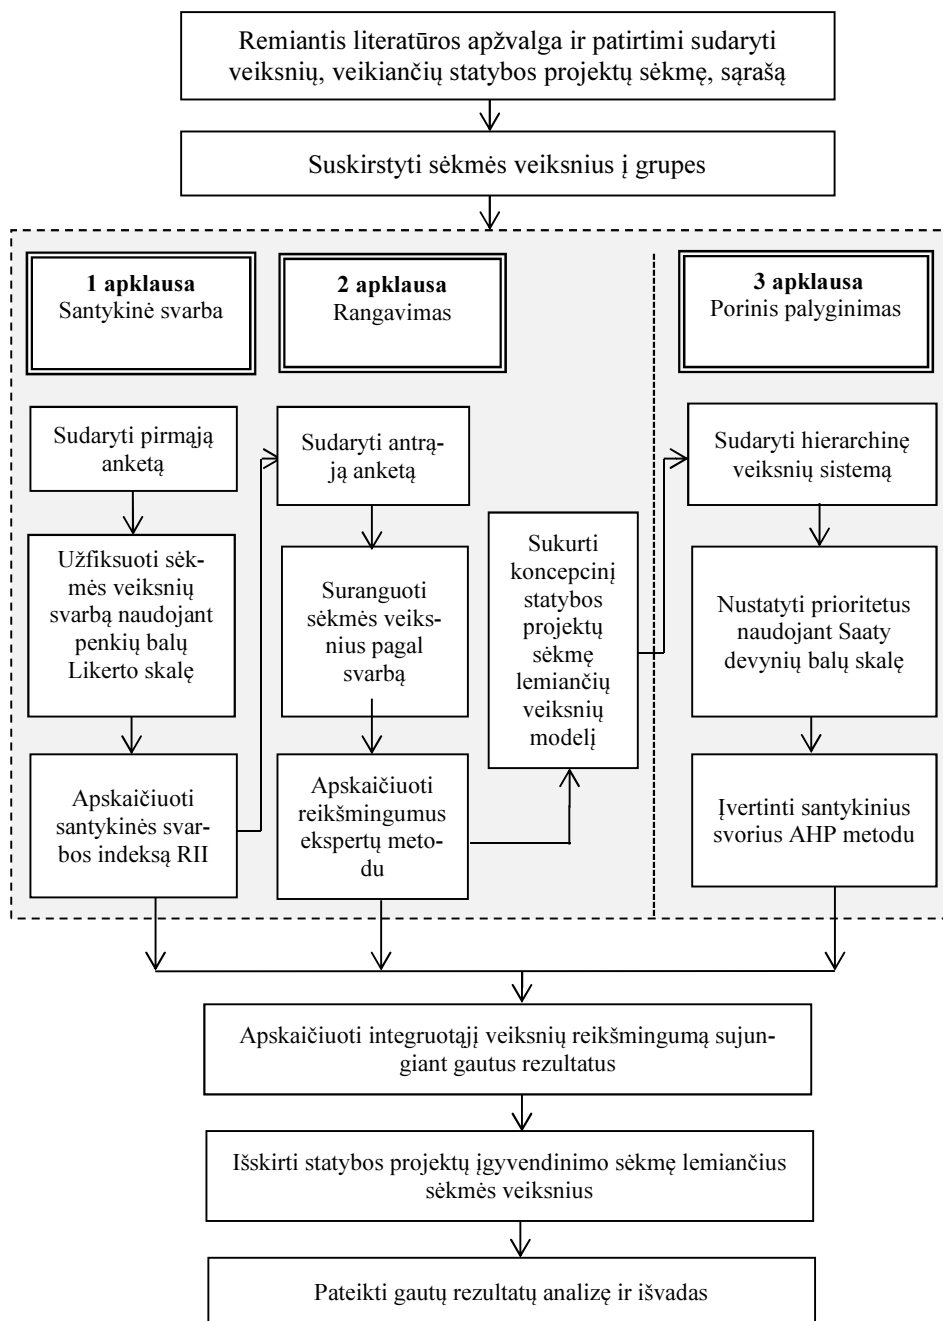 Remiantis literatūros apžvalga ir patirtimi sudaryti
veiksnių, veikiančių statybos projektų sėkmę, sąrašą
Suskirstyti sėkmės veiksnius į grupes
1 apklausa
Santykinė svarba
2 apklausa
Rangavimas
3 apklausa
Porinis palyginimas
Sudaryti pirmąją
anketą
Užfiksuoti sėk-
mės veiksnių
svarbą naudojant
penkių balų
Likerto skalę
Apskaičiuoti
santykinės svar-
bos indeksą RII
Sudaryti antrą-
ją anketą
Suranguoti
sėkmės veiks-
nius pagal
svarbą
Apskaičiuoti
reikšmingumus
ekspertų meto-
du
Sukurti
koncepcinį
statybos
projektų
sėkmę
lemiančių
veiksnių
modelį
Sudaryti hierarchinę
veiksnių sistemą
Nustatyti prioritetus
naudojant Saaty
devynių balų skalę
Įvertinti santykinius
svorius AHP metodu
Apskaičiuoti integruotąjį veiksnių reikšmingumą sujun-
giant gautus rezultatus
Išskirti statybos projektų įgyvendinimo sėkmę lemiančius
sėkmės veiksnius
Pateikti gautų rezultatų analizę ir išvadas